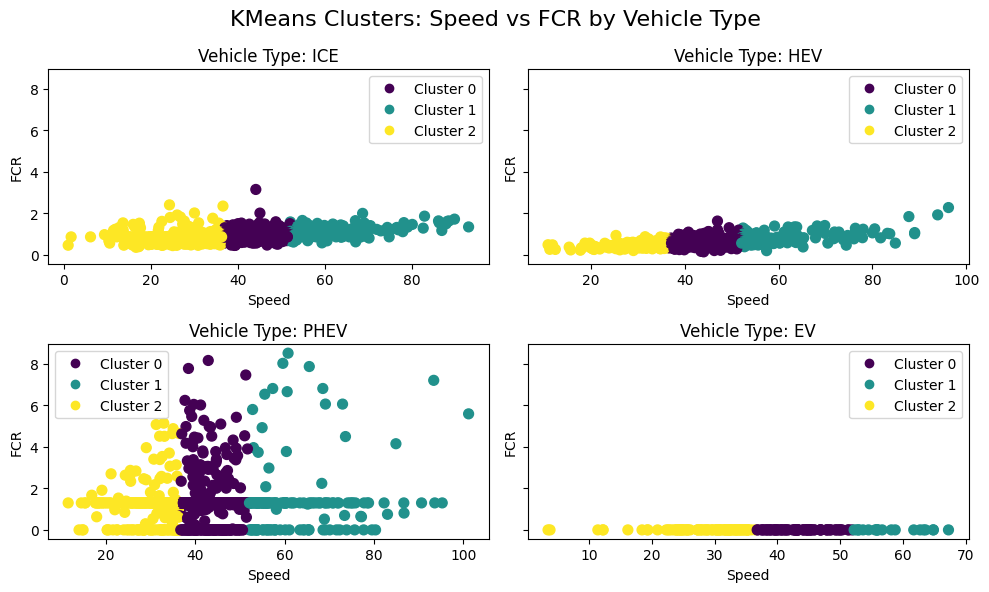 KMeans Clusters: Speed vs FCR by Vehicle Type
Vehicle Type: ICE
FCR
8
6
4
2
0
Cluster 0
Cluster 1
Cluster 2
0 20 40 60 80
Speed
Vehicle Type: HEV
FCR
Cluster 0
Cluster 1
Cluster 2
20 40 60 80 100
Speed
Vehicle Type: PHEV
FCR
8
6
4
2
0
Cluster 0
Cluster 1
Cluster 2
20 40 60 80 100
Speed
Vehicle Type: EV
FCR
Cluster 0
Cluster 1
Cluster 2
10 20 30 40 50 60 70
Speed